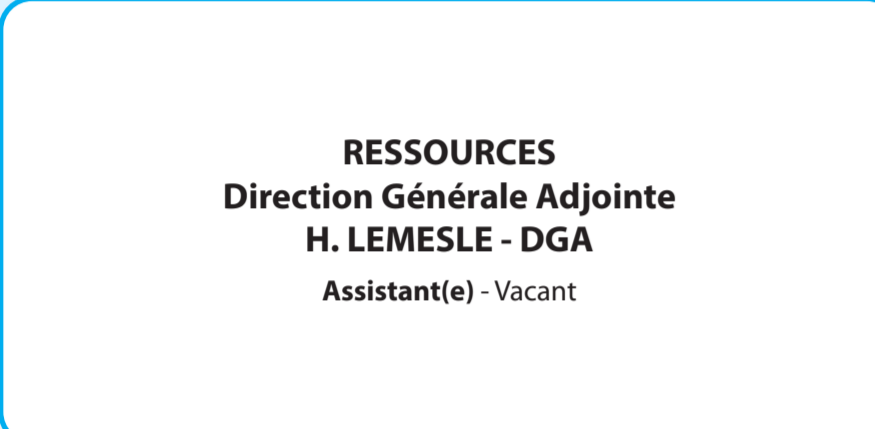 RESSOURCES
Direction Générale Adjointe
H. LEMESLE - DGA
Assistant(e) - Vacant